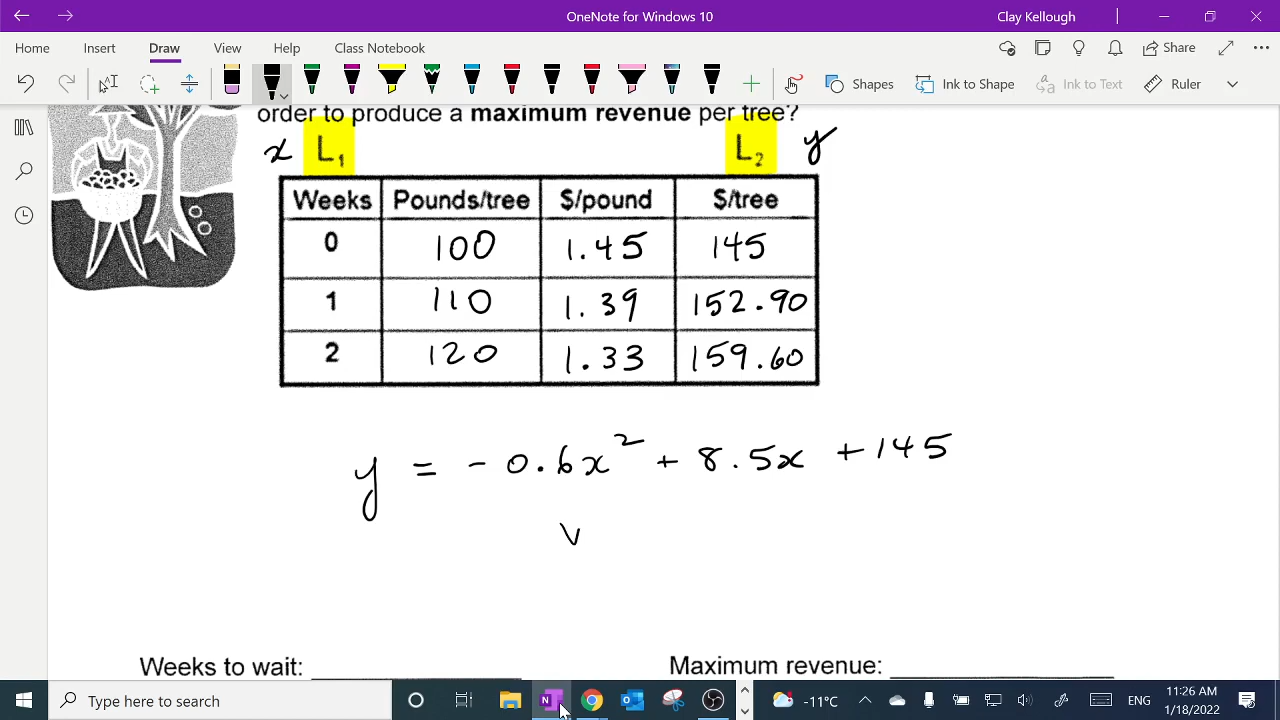 OneNote for Windows 10
Clay Kellough
Home Insert Draw View Help Class Notebook
Share
Shapes Ink to Shape Ink to Text Ruler
order to produce a maximum revenue per tree?
x L₁ L₂ y
Weeks Pounds/tree $/pound $/tree
0 100 1.45 145
1 110 1.39 152.90
2 120 1.33 159.60
y = - 0.6x² + 8.5x + 145
V
Weeks to wait: ____________ Maximum revenue: ____________
Type here to search
-11°C
ENG
11:26 AM
1/18/2022